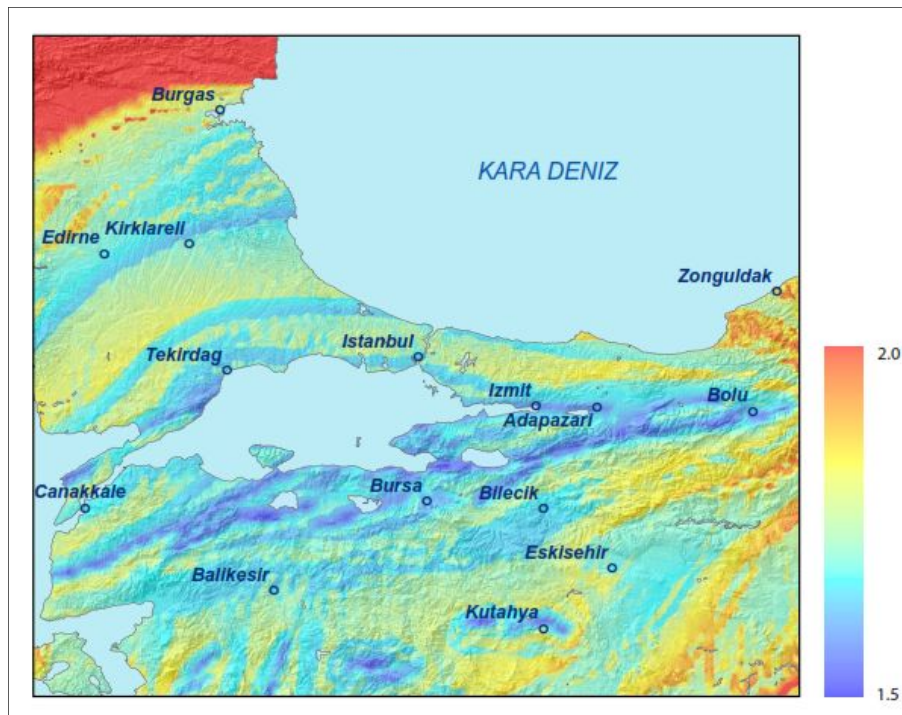 Burgas
KARA DENIZ
Kirklareli
Edirne
Zonguldak
Istanbul
Tekirdag
2.0
Izmit
Bolu
Adapazari
Canakkale
Bursa
Bilecik
Eskisehir
Balikesir
Kutahya
1.5